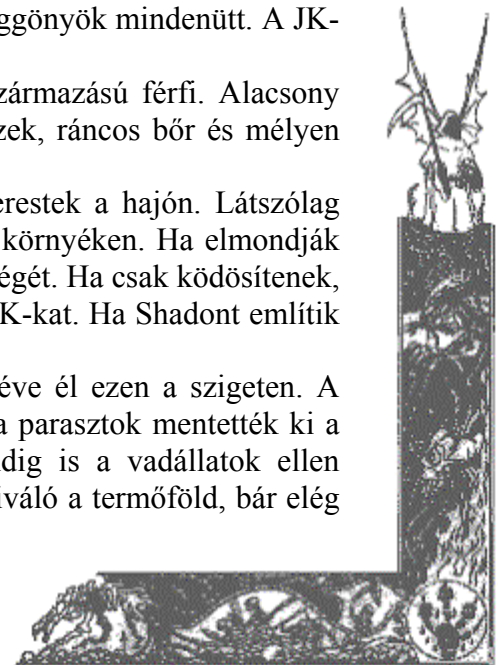 ggönyök mindenütt. A JK-
zármazású férfi. Alacsony
zek, ráncos bőr és mélyen
erestek a hajón. Látszólag
környéken. Ha elmondják
égét. Ha csak ködösítenek,
K-kat. Ha Shadont említik
éve él ezen a szigeten. A
a parasztok mentették ki a
dig is a vadállatok ellen
iváló a termőföld, bár elég